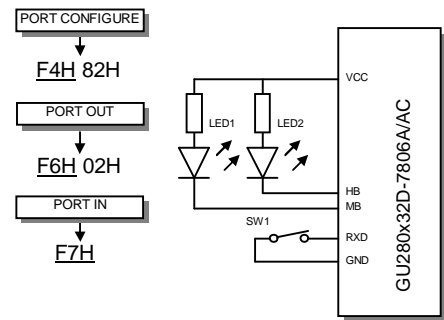 PORT CONFIGURE
F4H 82H
PORT OUT
F6H 02H
PORT IN
F7H
VCC
LED1
LED2
HB
MB
SW1
RXD
GND
GU280x32D-7806A/AC